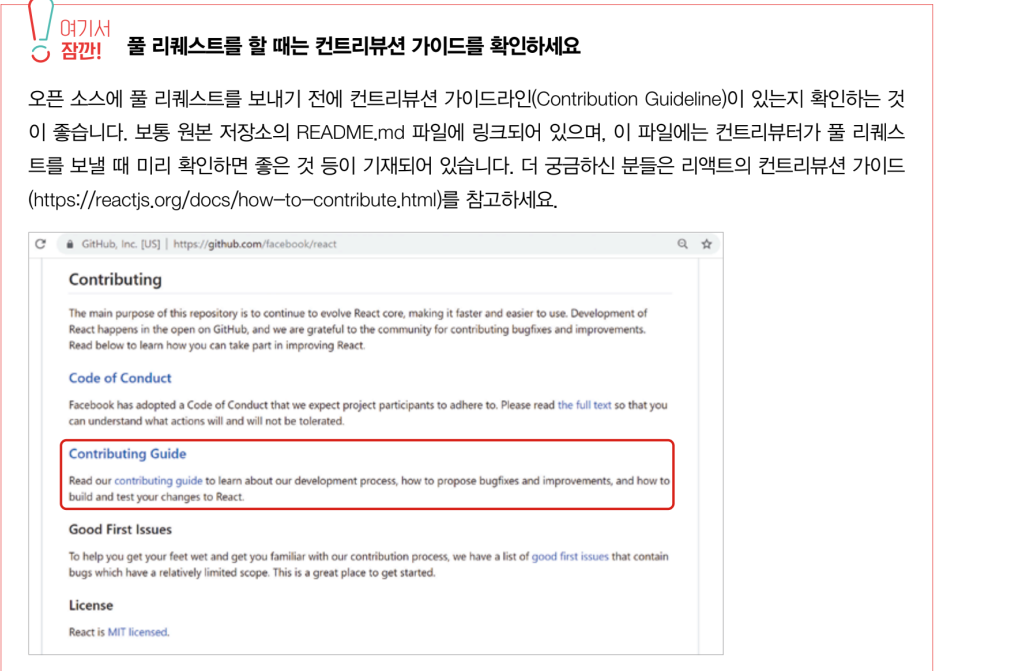 여기서
잠깐!
풀 리퀘스트를 할 때는 컨트리뷰션 가이드를 확인하세요
오픈 소스에 풀 리퀘스트를 보내기 전에 컨트리뷰션 가이드라인(Contribution Guideline)이 있는지 확인하는 것
이 좋습니다. 보통 원본 저장소의 README.md 파일에 링크되어 있으며, 이 파일에는 컨트리뷰터가 풀 리퀘스
트를 보낼 때 미리 확인하면 좋은 것 등이 기재되어 있습니다. 더 궁금하신 분들은 리액트의 컨트리뷰션 가이드
(https://reactjs.org/docs/how-to-contribute.html)를 참고하세요.
GitHub, Inc. [US] | https://github.com/facebook/react
Contributing
The main purpose of this repository is to continue to evolve React core, making it faster and easier to use. Development of
React happens in the open on GitHub, and we are grateful to the community for contributing bugfixes and improvements.
Read below to learn how you can take part in improving React.
Code of Conduct
Facebook has adopted a Code of Conduct that we expect project participants to adhere to. Please read the full text so that you
can understand what actions will and will not be tolerated.
Contributing Guide
Read our contributing guide to learn about our development process, how to propose bugfixes and improvements, and how to
build and test your changes to React.
Good First Issues
To help you get your feet wet and get you familiar with our contribution process, we have a list of good first issues that contain
bugs which have a relatively limited scope. This is a great place to get started.
License
React is MIT licensed.